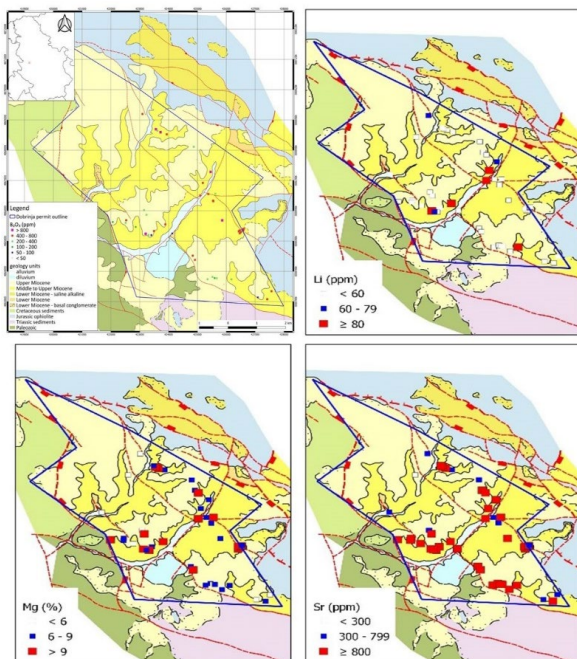 Legend
Dobrinja permit outline
B₂O₃ (ppm)
> 800
400 - 800
200 - 400
100 - 200
50 - 100
< 50
geology units
alluvium
diluvium
Upper Miocene
Middle to Upper Miocene
Lower Miocene - saline alkaline
Lower Miocene
Lower Miocene - basal conglomerate
Cretaceous sediments
Jurassic ophiolite
Triassic sediments
Paleozoic
Li (ppm)
< 60
60 - 79
≥ 80
Mg (%)
< 6
6 - 9
> 9
Sr (ppm)
< 300
300 - 799
≥ 800